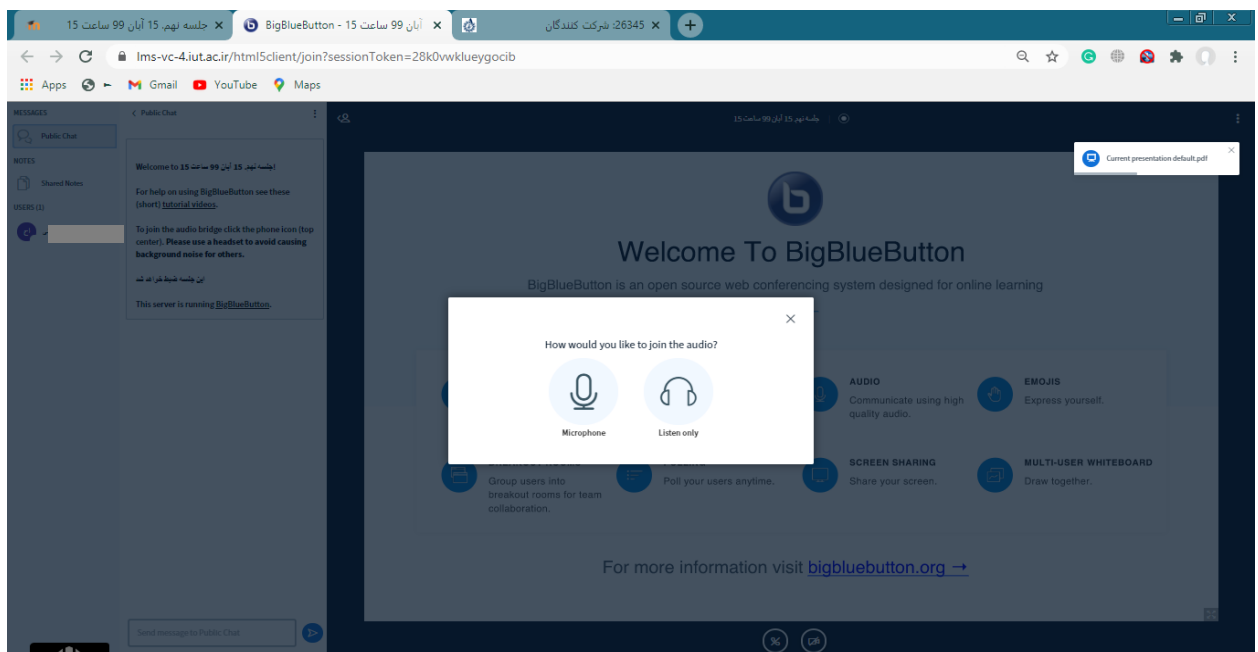 جلسه نهم، 15 آبان 99 ساعت 15
BigBlueButton - آبان 99 ساعت 15
26345: شرکت کنندگان
lms-vc-4.iut.ac.ir/html5client/join?sessionToken=28k0vwklueygocib
Apps
Gmail
YouTube
Maps
MESSAGES
Public Chat
NOTES
Shared Notes
USERS (1)
Public Chat
Welcome to جلسه نهم، 15 آبان 99 ساعت 15!
For help on using BigBlueButton see these
(short) tutorial videos.
To join the audio bridge click the phone icon (top
center). Please use a headset to avoid causing
background noise for others.
این جلسه ضبط خواهد شد
This server is running BigBlueButton.
Send message to Public Chat
جلسه نهم، 15 آبان 99 ساعت 15
Current presentation default.pdf
Welcome To BigBlueButton
BigBlueButton is an open source web conferencing system designed for online learning
How would you like to join the audio?
Microphone
Listen only
AUDIO
Communicate using high
quality audio.
EMOJIS
Express yourself.
Group users into
breakout rooms for team
collaboration.
Poll your users anytime.
SCREEN SHARING
Share your screen.
MULTI-USER WHITEBOARD
Draw together.
For more information visit bigbluebutton.org →